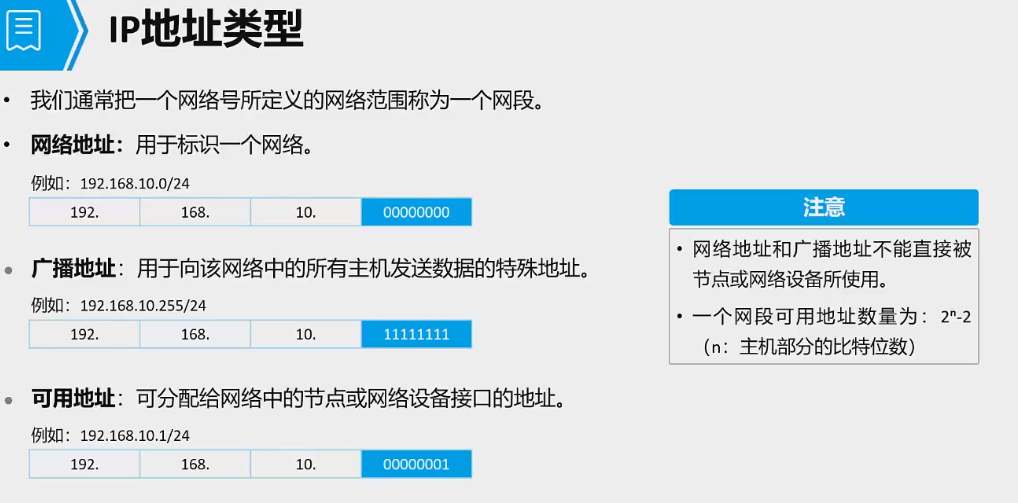 IP地址类型
• 我们通常把一个网络号所定义的网络范围称为一个网段。
• 网络地址：用于标识一个网络。
例如：192.168.10.0/24
192. 168. 10. 00000000
• 广播地址：用于向该网络中的所有主机发送数据的特殊地址。
例如：192.168.10.255/24
192. 168. 10. 11111111
• 可用地址：可分配给网络中的节点或网络设备接口的地址。
例如：192.168.10.1/24
192. 168. 10. 00000001
注意
• 网络地址和广播地址不能直接被
节点或网络设备所使用。
• 一个网段可用地址数量为：2ⁿ-2
（n：主机部分的比特位数）